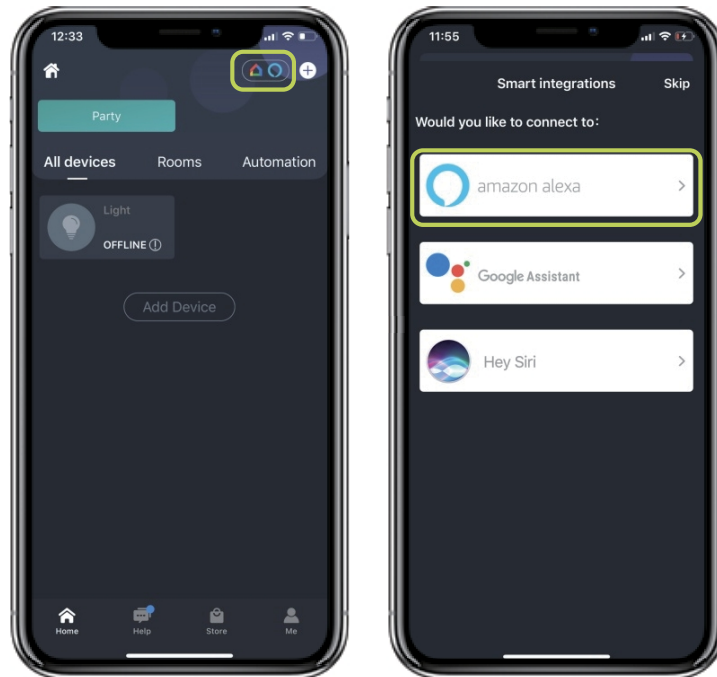 12:33
Party
All devices Rooms Automation
Light
OFFLINE
Add Device
Home Help Store Me
11:55
Smart integrations Skip
Would you like to connect to:
amazon alexa
Google Assistant
Hey Siri